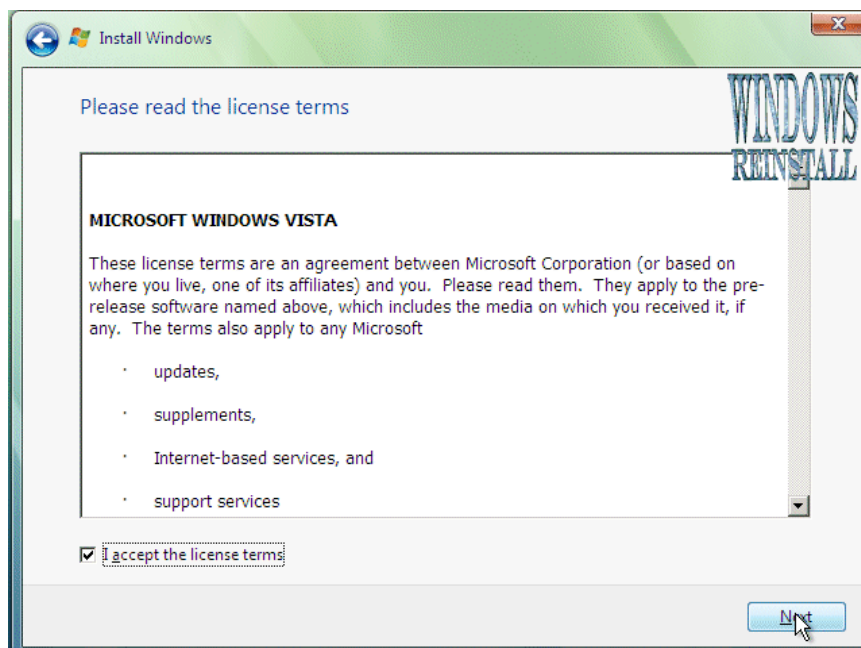 Install Windows
WINDOWS
REINSTALL
Please read the license terms
MICROSOFT WINDOWS VISTA
These license terms are an agreement between Microsoft Corporation (or based on
where you live, one of its affiliates) and you.  Please read them.  They apply to the pre-
release software named above, which includes the media on which you received it, if
any.  The terms also apply to any Microsoft
· updates,
· supplements,
· Internet-based services, and
· support services
I accept the license terms
Next